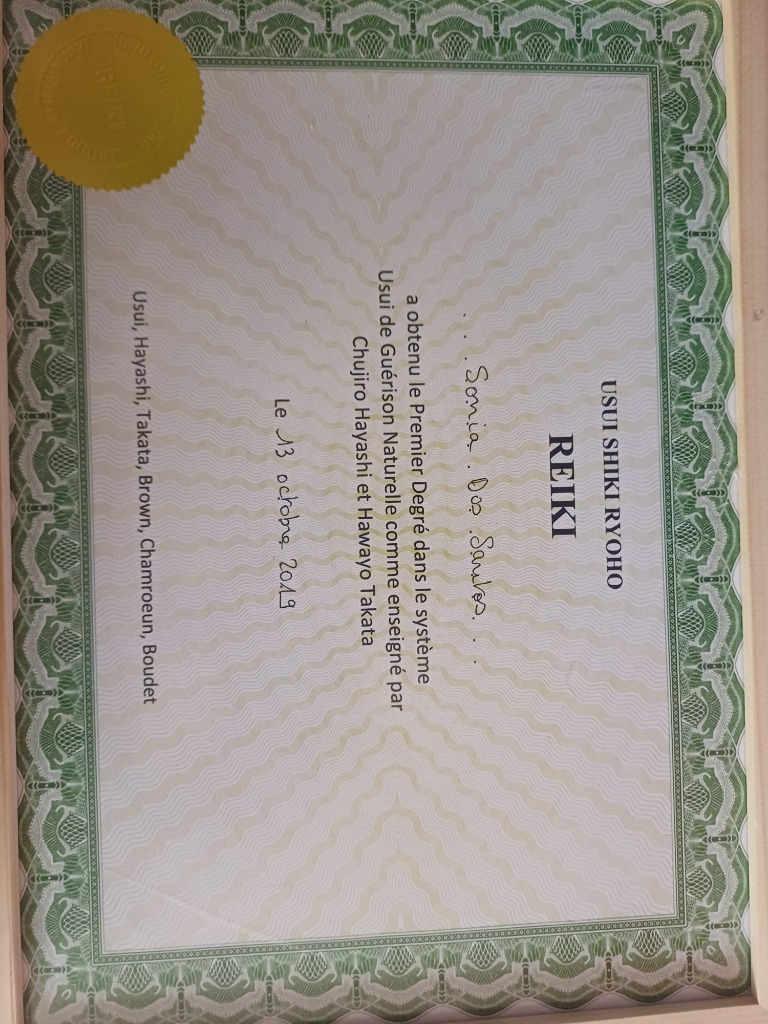 USUI SHIKI RYOHO
REIKI
. . . Sonia . Dos . Santos. . .
a obtenu le Premier Degré dans le système
Usui de Guérison Naturelle comme enseigné par
Chujiro Hayashi et Hawayo Takata
Le 13 octobre 2019
Usui, Hayashi, Takata, Brown, Chamroeun, Boudet
REIKI